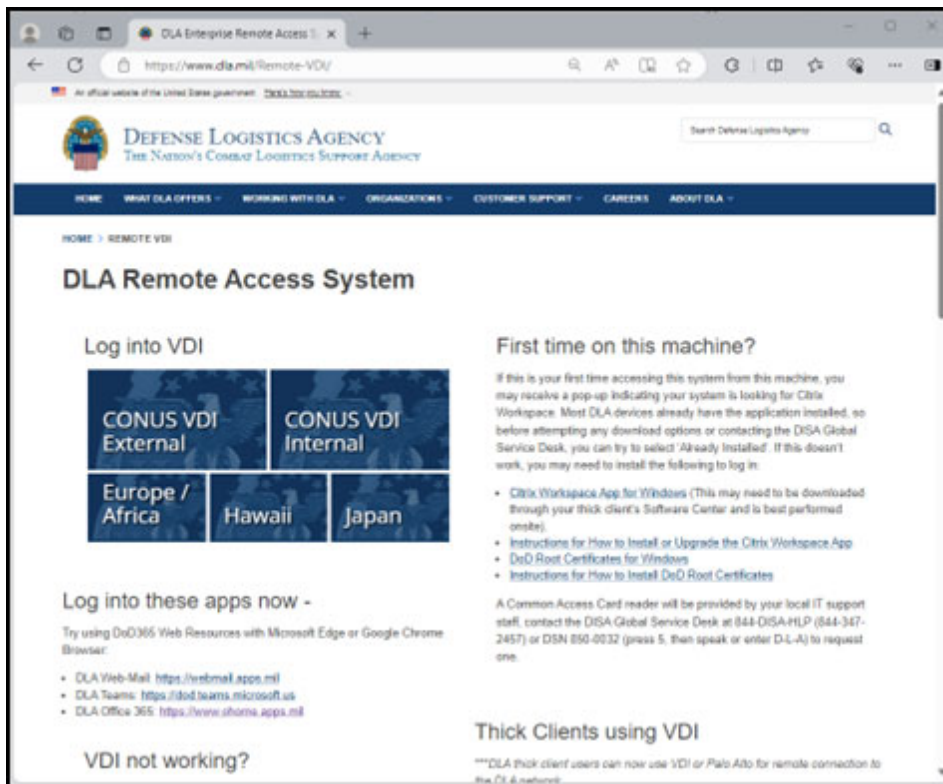 DLA Enterprise Remote Access S
https://www.dla.mil/Remote-VDI/
An official website of the United States government Here's how you know
DEFENSE LOGISTICS AGENCY
THE NATION'S COMBAT LOGISTICS SUPPORT AGENCY
Search Defense Logistics Agency
HOME WHAT DLA OFFERS WORKING WITH DLA ORGANIZATIONS CUSTOMER SUPPORT CAREERS ABOUT DLA
HOME > REMOTE VDI
DLA Remote Access System
Log into VDI
CONUS VDI
External
CONUS VDI
Internal
Europe /
Africa
Hawaii
Japan
Log into these apps now -
Try using DoD365 Web Resources with Microsoft Edge or Google Chrome
Browser:
• DLA Web-Mail: https://webmail.apps.mil
• DLA Teams: https://dod.teams.microsoft.us
• DLA Office 365: https://www.ohome.apps.mil
VDI not working?
First time on this machine?
If this is your first time accessing this system from this machine, you
may receive a pop-up indicating your system is looking for Citrix
Workspace. Most DLA devices already have the application installed, so
before attempting any download options or contacting the DISA Global
Service Desk, you can try to select 'Already Installed'. If this doesn't
work, you may need to install the following to log in:
• Citrix Workspace App for Windows (This may need to be downloaded
through your thick client's Software Center and is best performed
onsite).
• Instructions for How to Install or Upgrade the Citrix Workspace App
• DoD Root Certificates for Windows
• Instructions for How to Install DoD Root Certificates
A Common Access Card reader will be provided by your local IT support
staff, contact the DISA Global Service Desk at 844-DISA-HLP (844-347-
2457) or DSN 850-0032 (press 5, then speak or enter D-L-A) to request
one.
Thick Clients using VDI
***DLA thick client users can now use VDI or Palo Alto for remote connection to
the DLA network